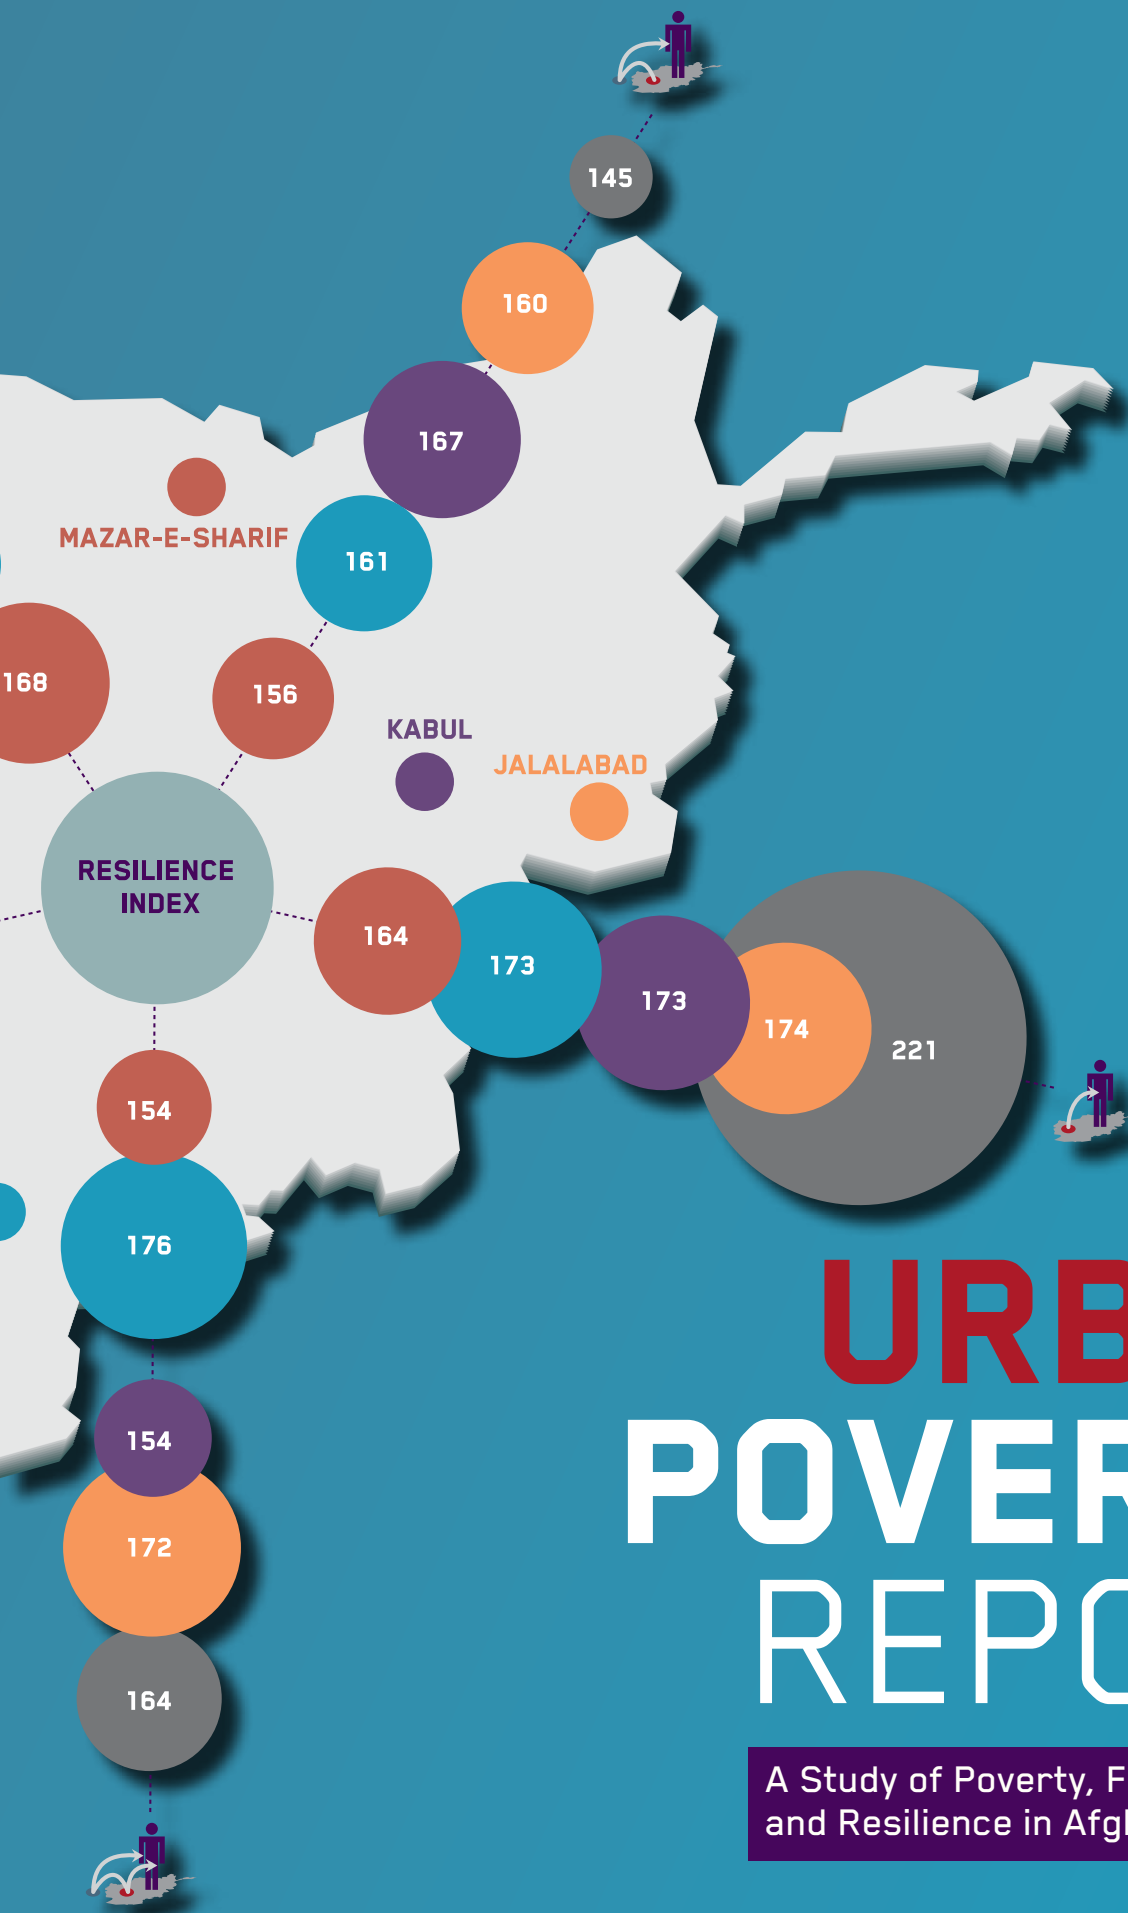 145
160
167
MAZAR-E-SHARIF
161
168
156
KABUL
JALALABAD
RESILIENCE
INDEX
164
173
173
174
221
154
176
154
172
164
URB
POVER
REPO
A Study of Poverty, F
and Resilience in Afgh